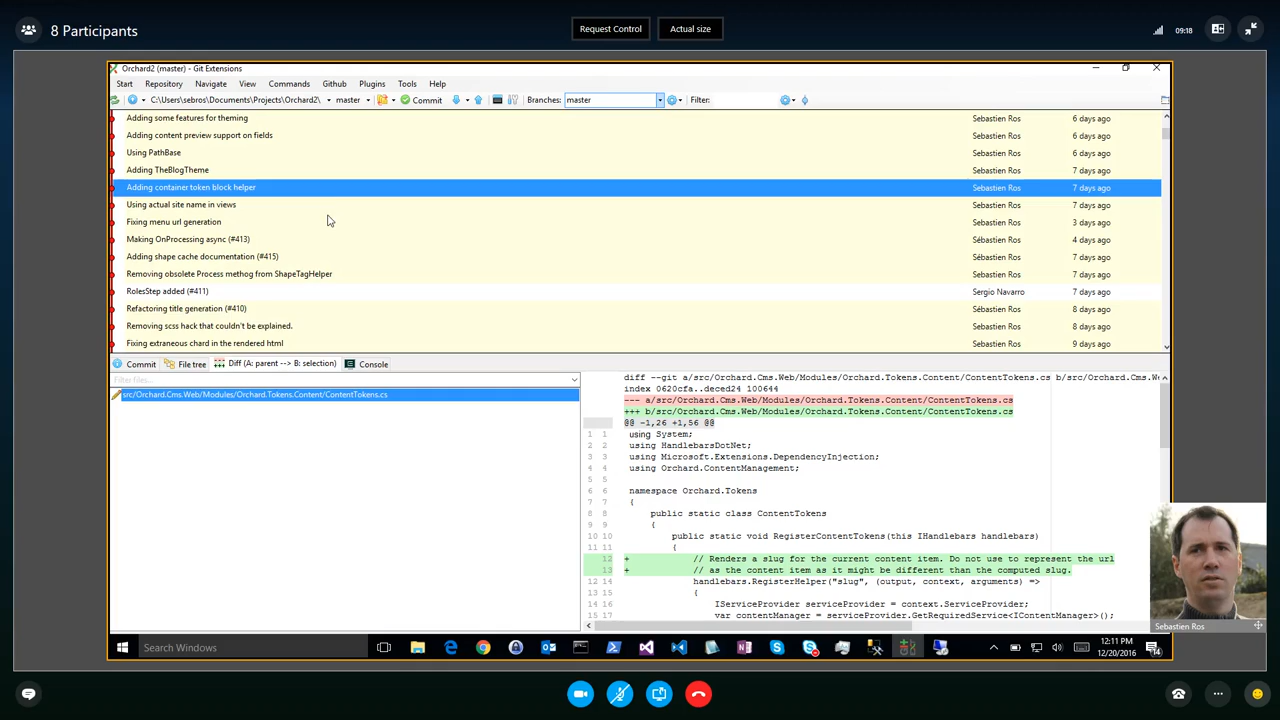 8 Participants
Request Control
Actual size
09:18
Orchard2 (master) - Git Extensions
Start Repository Navigate View Commands Github Plugins Tools Help
C:\Users\sebros\Documents\Projects\Orchard2\ master Commit Branches: master Filter:
Adding some features for theming Sebastien Ros 6 days ago
Adding content preview support on fields Sebastien Ros 6 days ago
Using PathBase Sebastien Ros 6 days ago
Adding TheBlogTheme Sebastien Ros 7 days ago
Adding container token block helper Sebastien Ros 7 days ago
Using actual site name in views Sebastien Ros 7 days ago
Fixing menu url generation Sebastien Ros 3 days ago
Making OnProcessing async (#413) Sébastien Ros 4 days ago
Adding shape cache documentation (#415) Sébastien Ros 7 days ago
Removing obsolete Process methog from ShapeTagHelper Sebastien Ros 7 days ago
RolesStep added (#411) Sergio Navarro 7 days ago
Refactoring title generation (#410) Sébastien Ros 8 days ago
Removing scss hack that couldn't be explained. Sebastien Ros 8 days ago
Fixing extraneous chard in the rendered html Sebastien Ros 9 days ago
Commit File tree Diff (A: parent --> B: selection) Console
Filter files...
src/Orchard.Cms.Web/Modules/Orchard.Tokens.Content/ContentTokens.cs
diff --git a/src/Orchard.Cms.Web/Modules/Orchard.Tokens.Content/ContentTokens.cs b/src/Orchard.Cms.We
index 0620cfa..deced24 100644
--- a/src/Orchard.Cms.Web/Modules/Orchard.Tokens.Content/ContentTokens.cs
+++ b/src/Orchard.Cms.Web/Modules/Orchard.Tokens.Content/ContentTokens.cs
@@ -1,26 +1,56 @@
1 1 using System;
2 2 using HandlebarsDotNet;
3 3 using Microsoft.Extensions.DependencyInjection;
4 4 using Orchard.ContentManagement;
5 5
6 6 namespace Orchard.Tokens
7 7 {
8 8 public static class ContentTokens
9 9 {
10 10 public static void RegisterContentTokens(this IHandlebars handlebars)
11 11 {
12 + // Renders a slug for the current content item. Do not use to represent the url
13 + // as the content item as it might be different than the computed slug.
12 14 handlebars.RegisterHelper("slug", (output, context, arguments) =>
13 15 {
14 16 IServiceProvider serviceProvider = context.ServiceProvider;
15 17 var contentManager = serviceProvider.GetRequiredService<IContentManager>();
Sebastien Ros
Search Windows
12:11 PM
12/20/2016